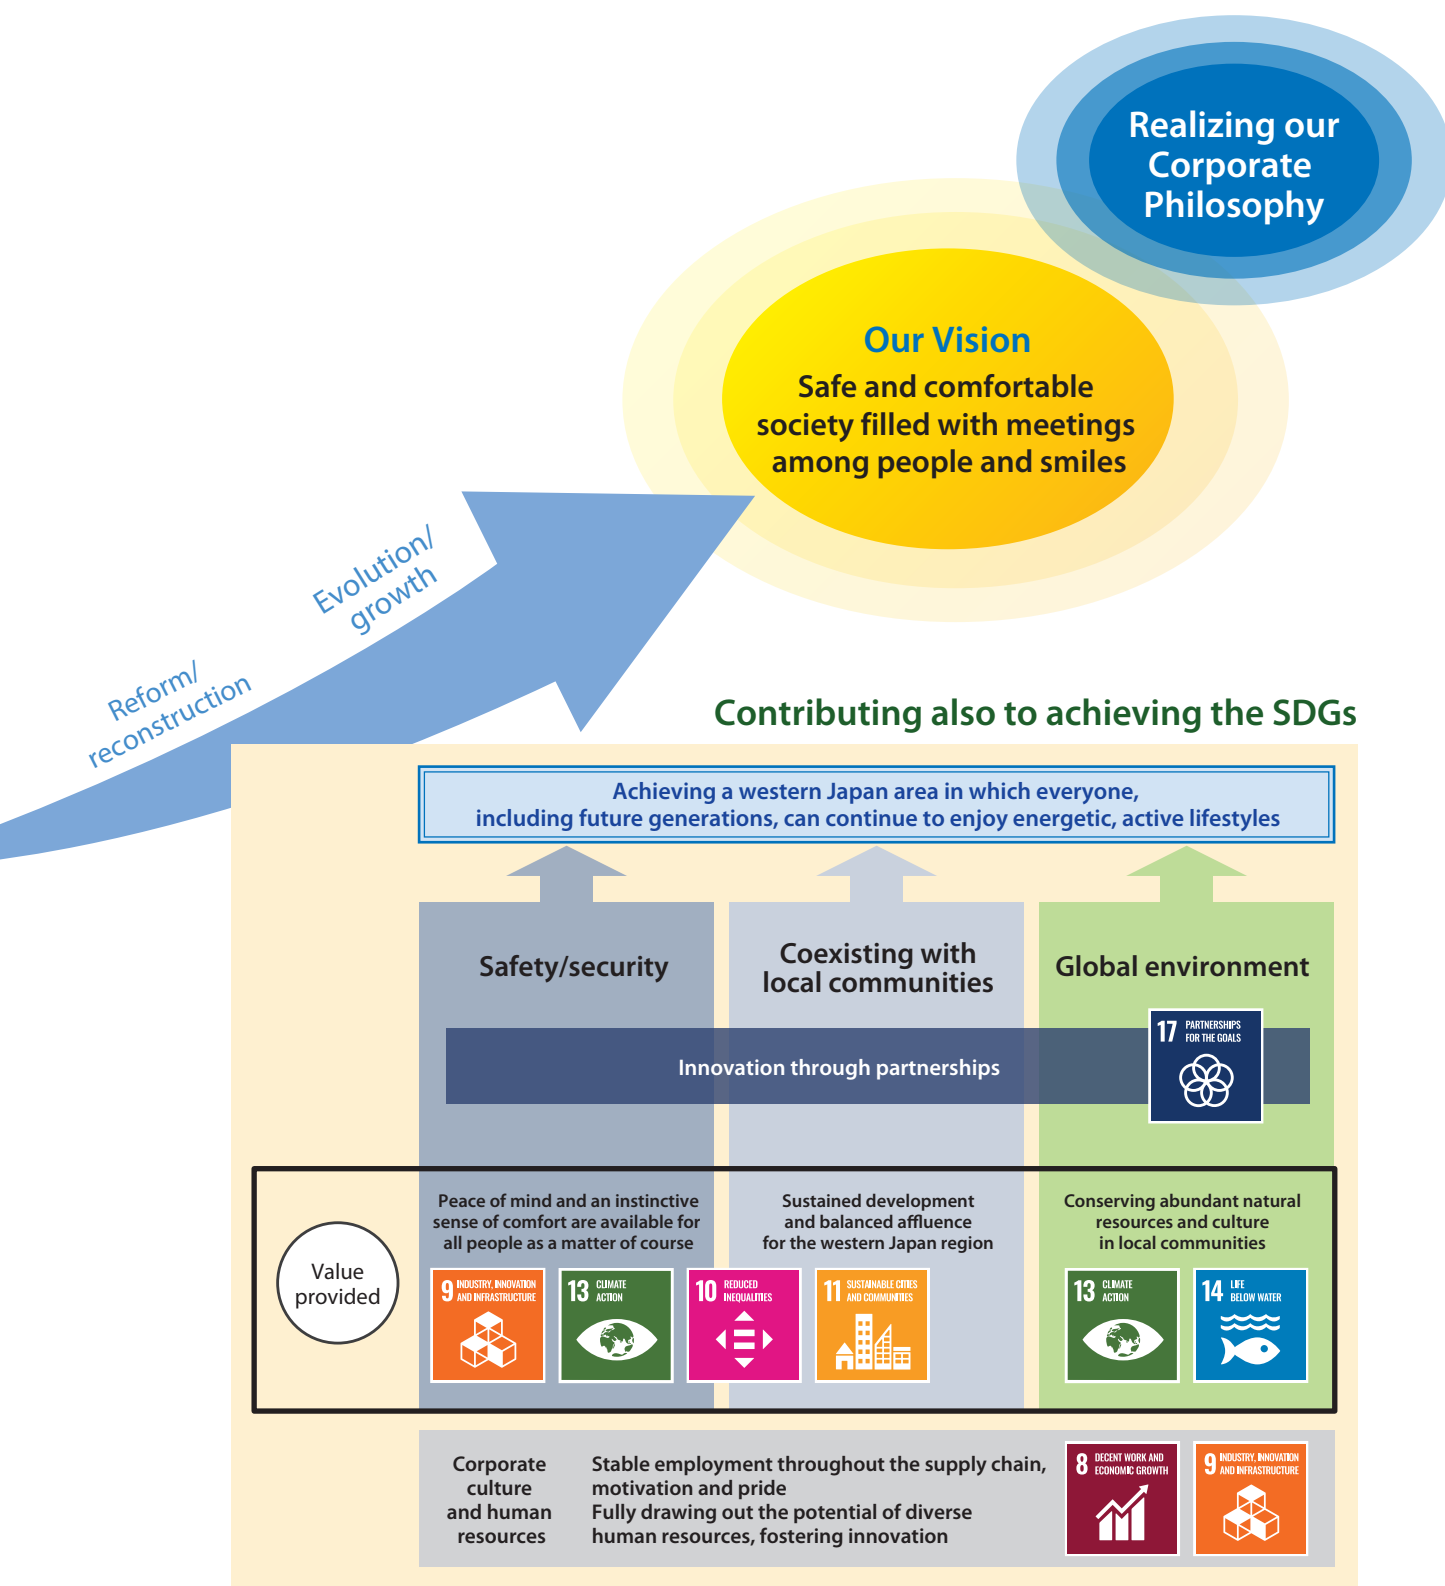 Realizing our
Corporate
Philosophy
Our Vision
Safe and comfortable
society filled with meetings
among people and smiles
Evolution/
growth
Reform/
reconstruction
Contributing also to achieving the SDGs
Achieving a western Japan area in which everyone,
including future generations, can continue to enjoy energetic, active lifestyles
Safety/security
Coexisting with
local communities
Global environment
17 PARTNERSHIPS
FOR THE GOALS
Innovation through partnerships
Value
provided
Peace of mind and an instinctive
sense of comfort are available for
all people as a matter of course
Sustained development
and balanced affluence
for the western Japan region
Conserving abundant natural
resources and culture
in local communities
9 INDUSTRY, INNOVATION
AND INFRASTRUCTURE
13 CLIMATE
ACTION
10 REDUCED
INEQUALITIES
11 SUSTAINABLE CITIES
AND COMMUNITIES
13 CLIMATE
ACTION
14 LIFE
BELOW WATER
Corporate
culture
and human
resources
Stable employment throughout the supply chain,
motivation and pride
Fully drawing out the potential of diverse
human resources, fostering innovation
8 DECENT WORK AND
ECONOMIC GROWTH
9 INDUSTRY, INNOVATION
AND INFRASTRUCTURE